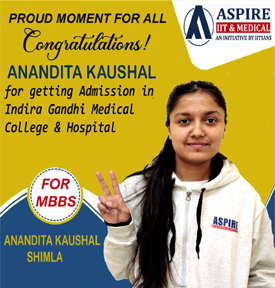 PROUD MOMENT FOR ALL
Congratulations!
ASPIRE
IIT & MEDICAL
AN INITIATIVE BY IITIANS
ANANDITA KAUSHAL
for getting Admission in
Indira Gandhi Medical
College & Hospital
FOR
MBBS
ASPIRE
ANANDITA KAUSHAL
SHIMLA